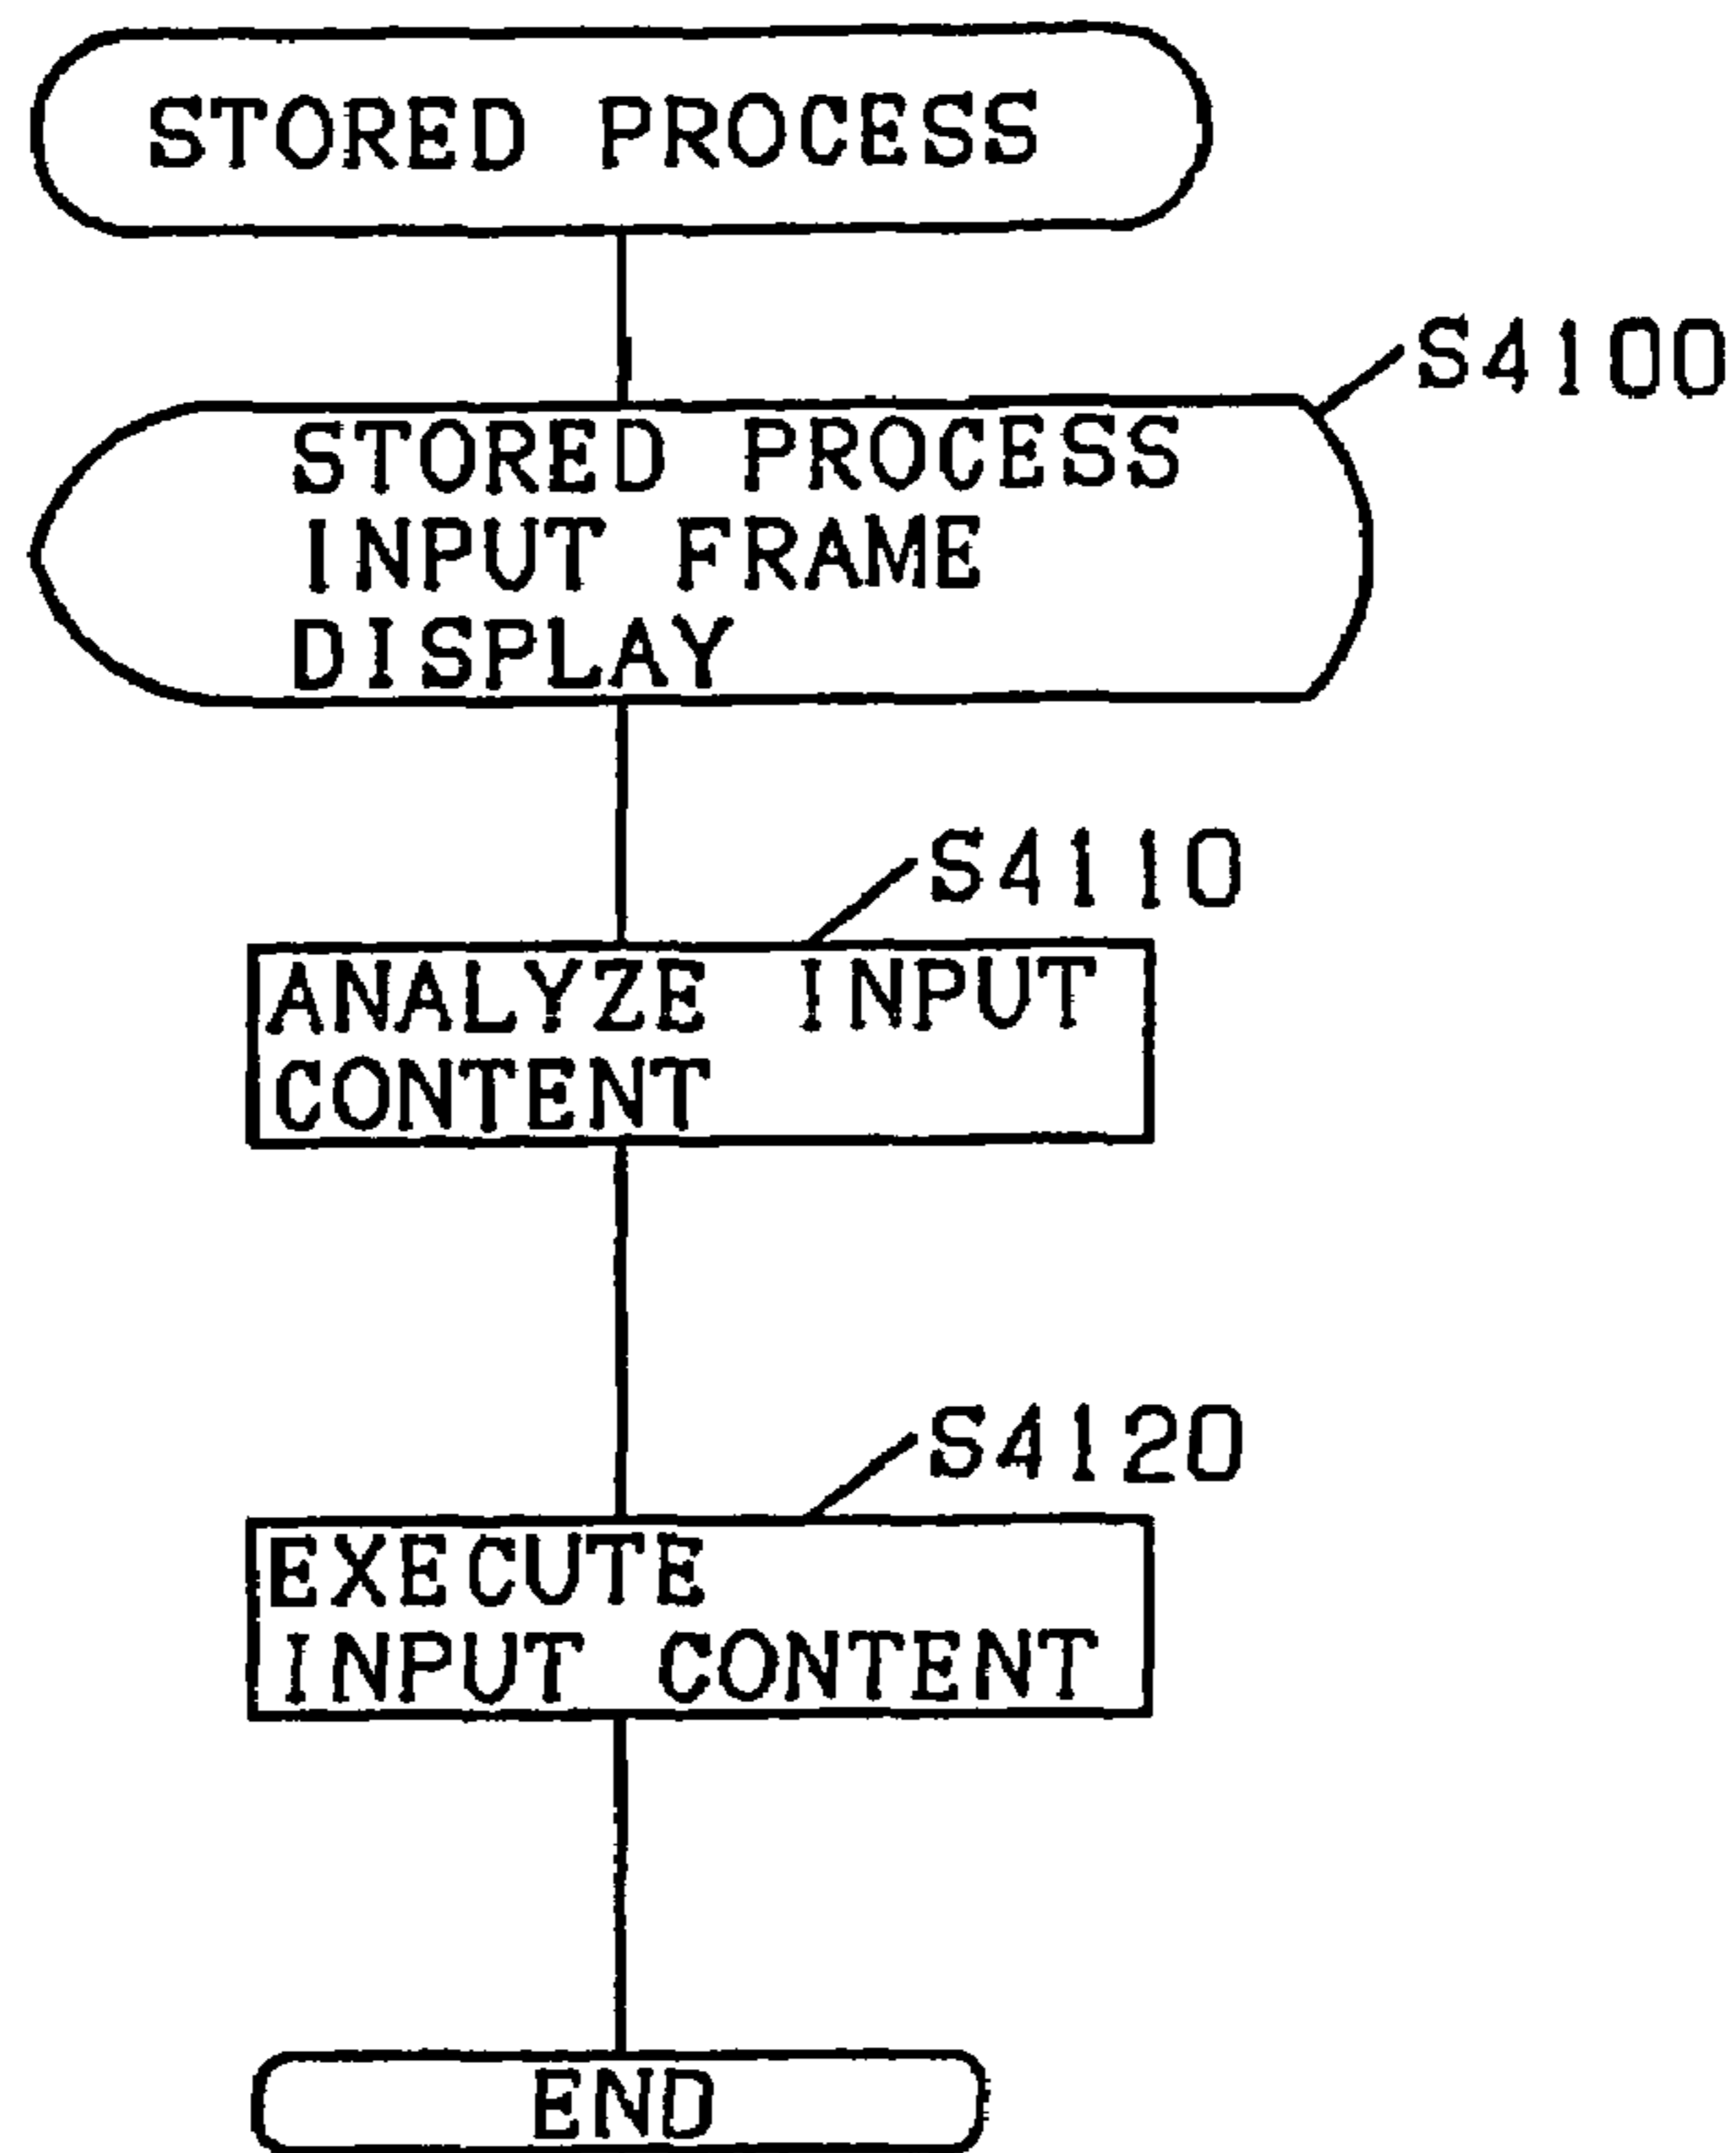 STORED PROCESS
S4100
STORED PROCESS
INPUT FRAME
DISPLAY
S4110
ANALYZE INPUT
CONTENT
S4120
EXECUTE
INPUT CONTENT
END